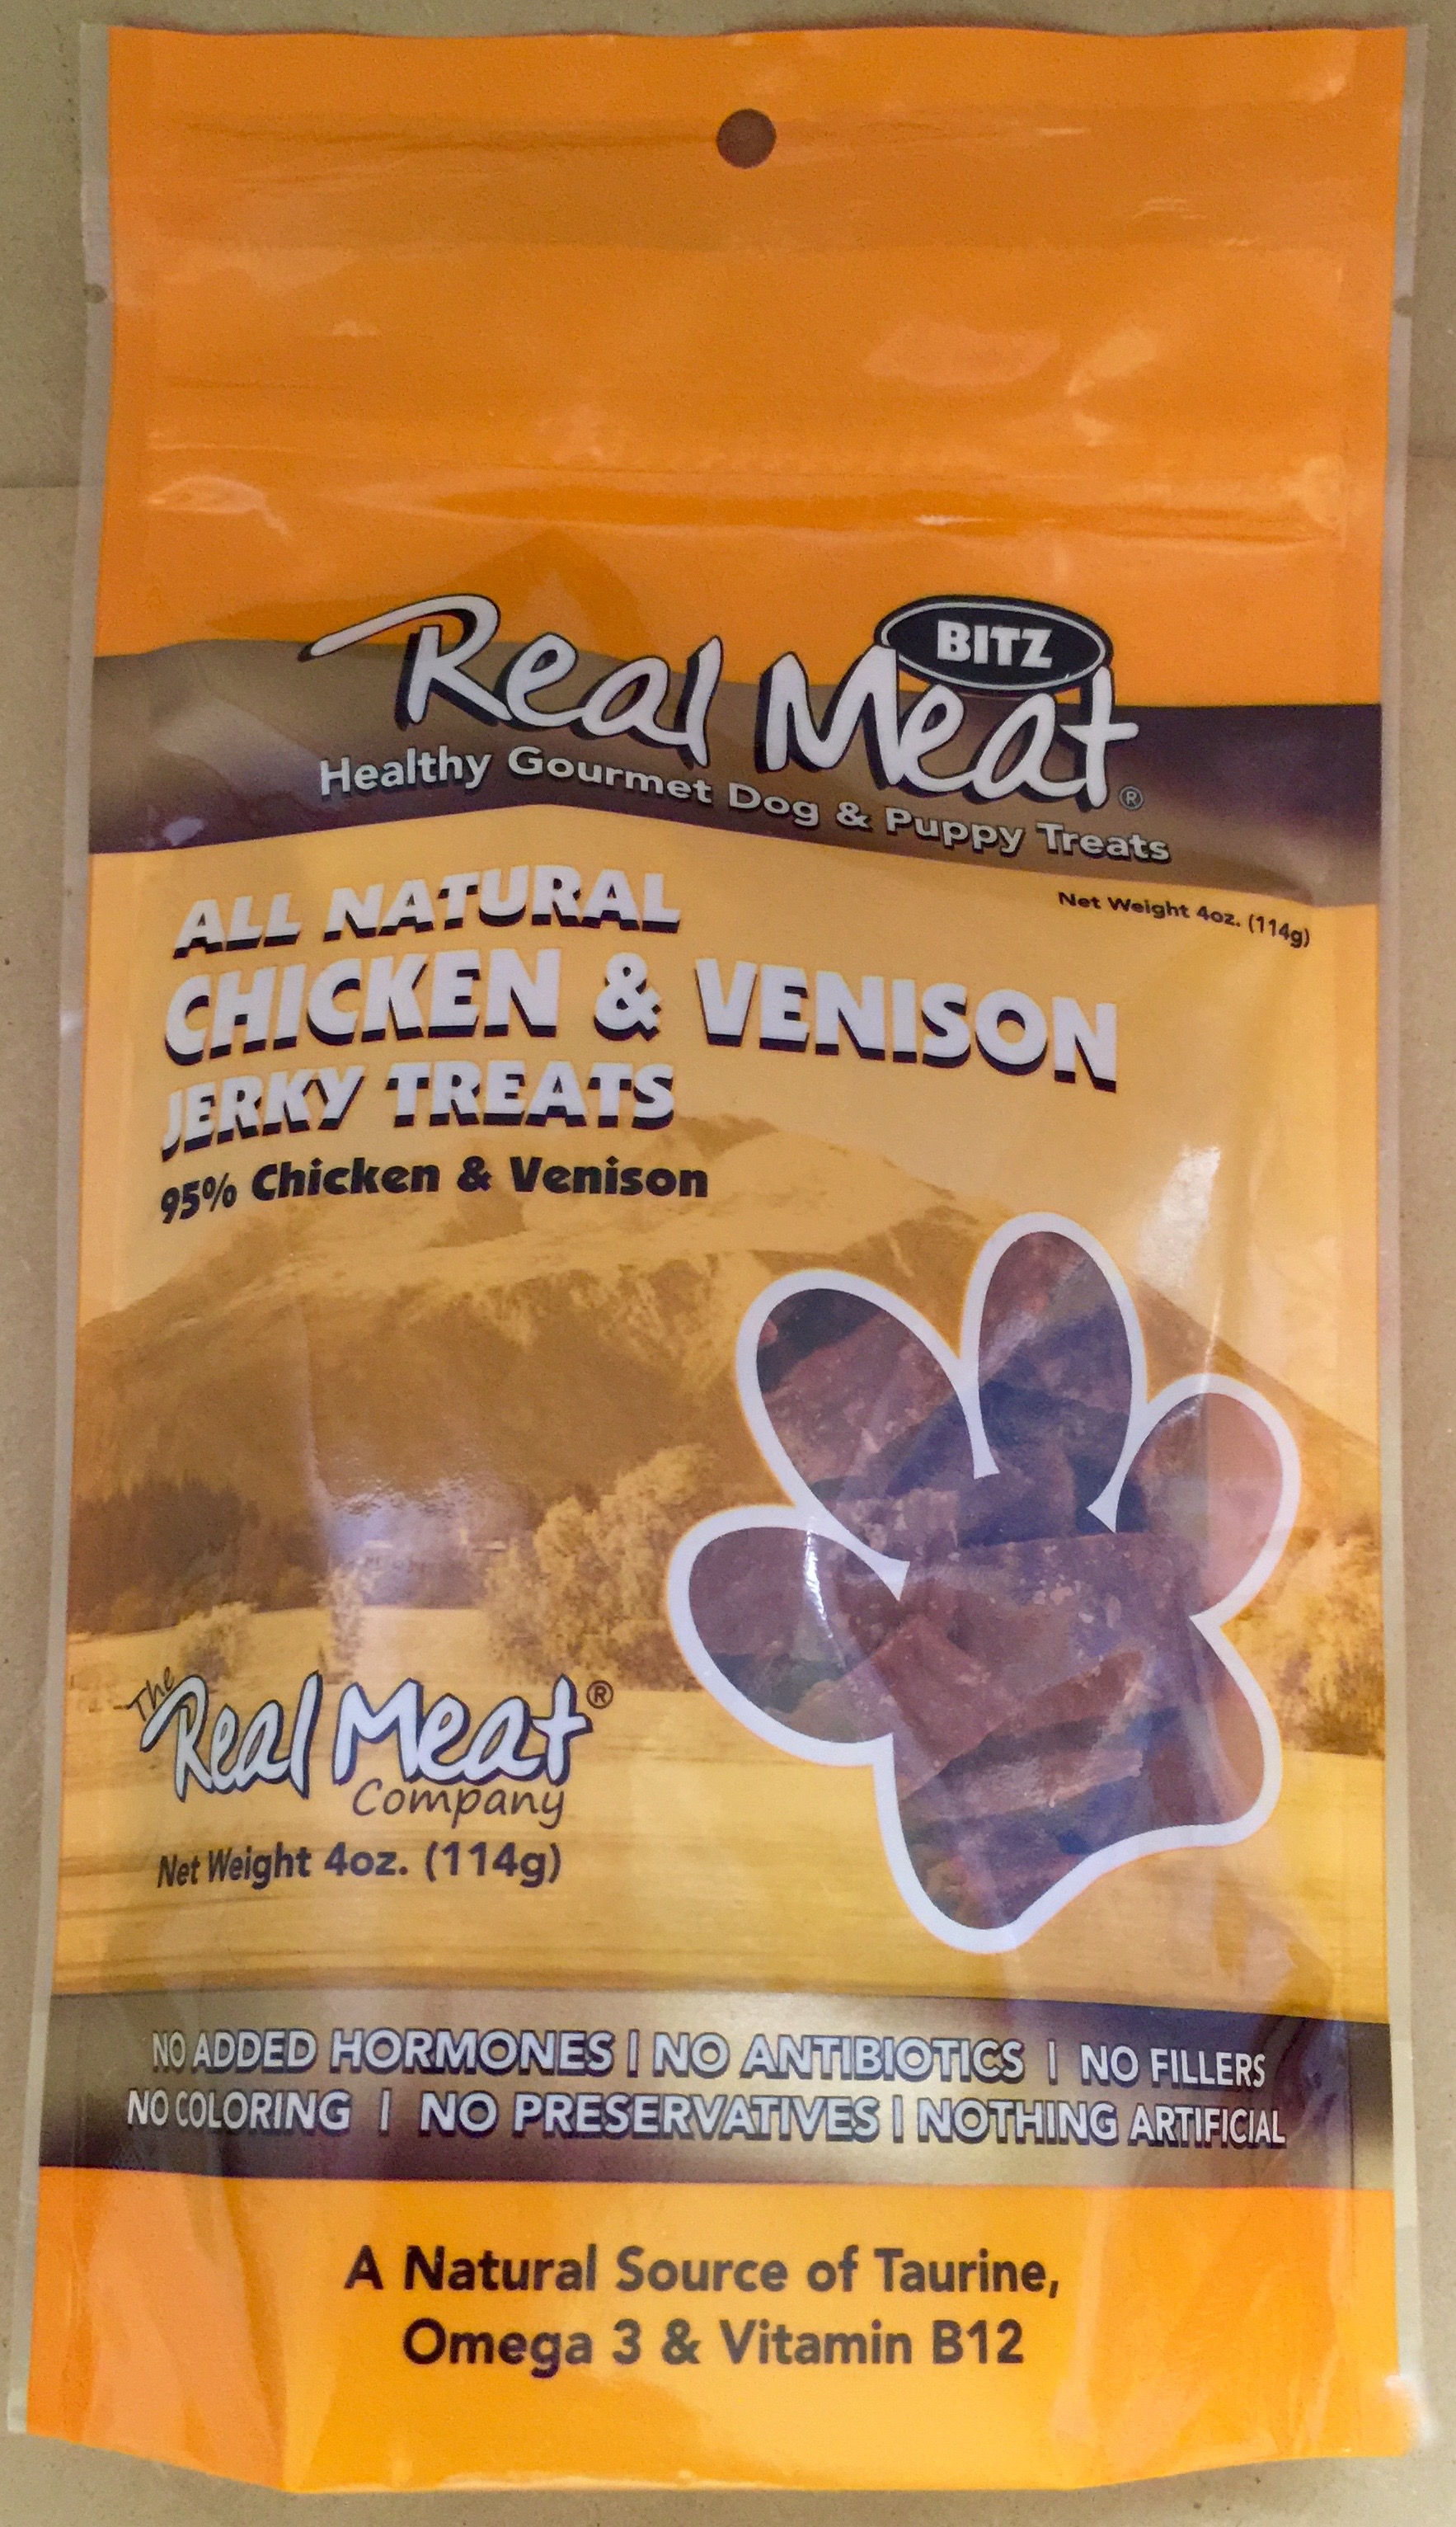 BITZ
Real Meat®
Healthy Gourmet Dog & Puppy Treats
Net Weight 4oz. (114g)
ALL NATURAL
CHICKEN & VENISON
JERKY TREATS
95% Chicken & Venison
The
Real Meat®
Company
Net Weight 4oz. (114g)
NO ADDED HORMONES | NO ANTIBIOTICS | NO FILLERS
NO COLORING | NO PRESERVATIVES | NOTHING ARTIFICIAL
A Natural Source of Taurine,
Omega 3 & Vitamin B12